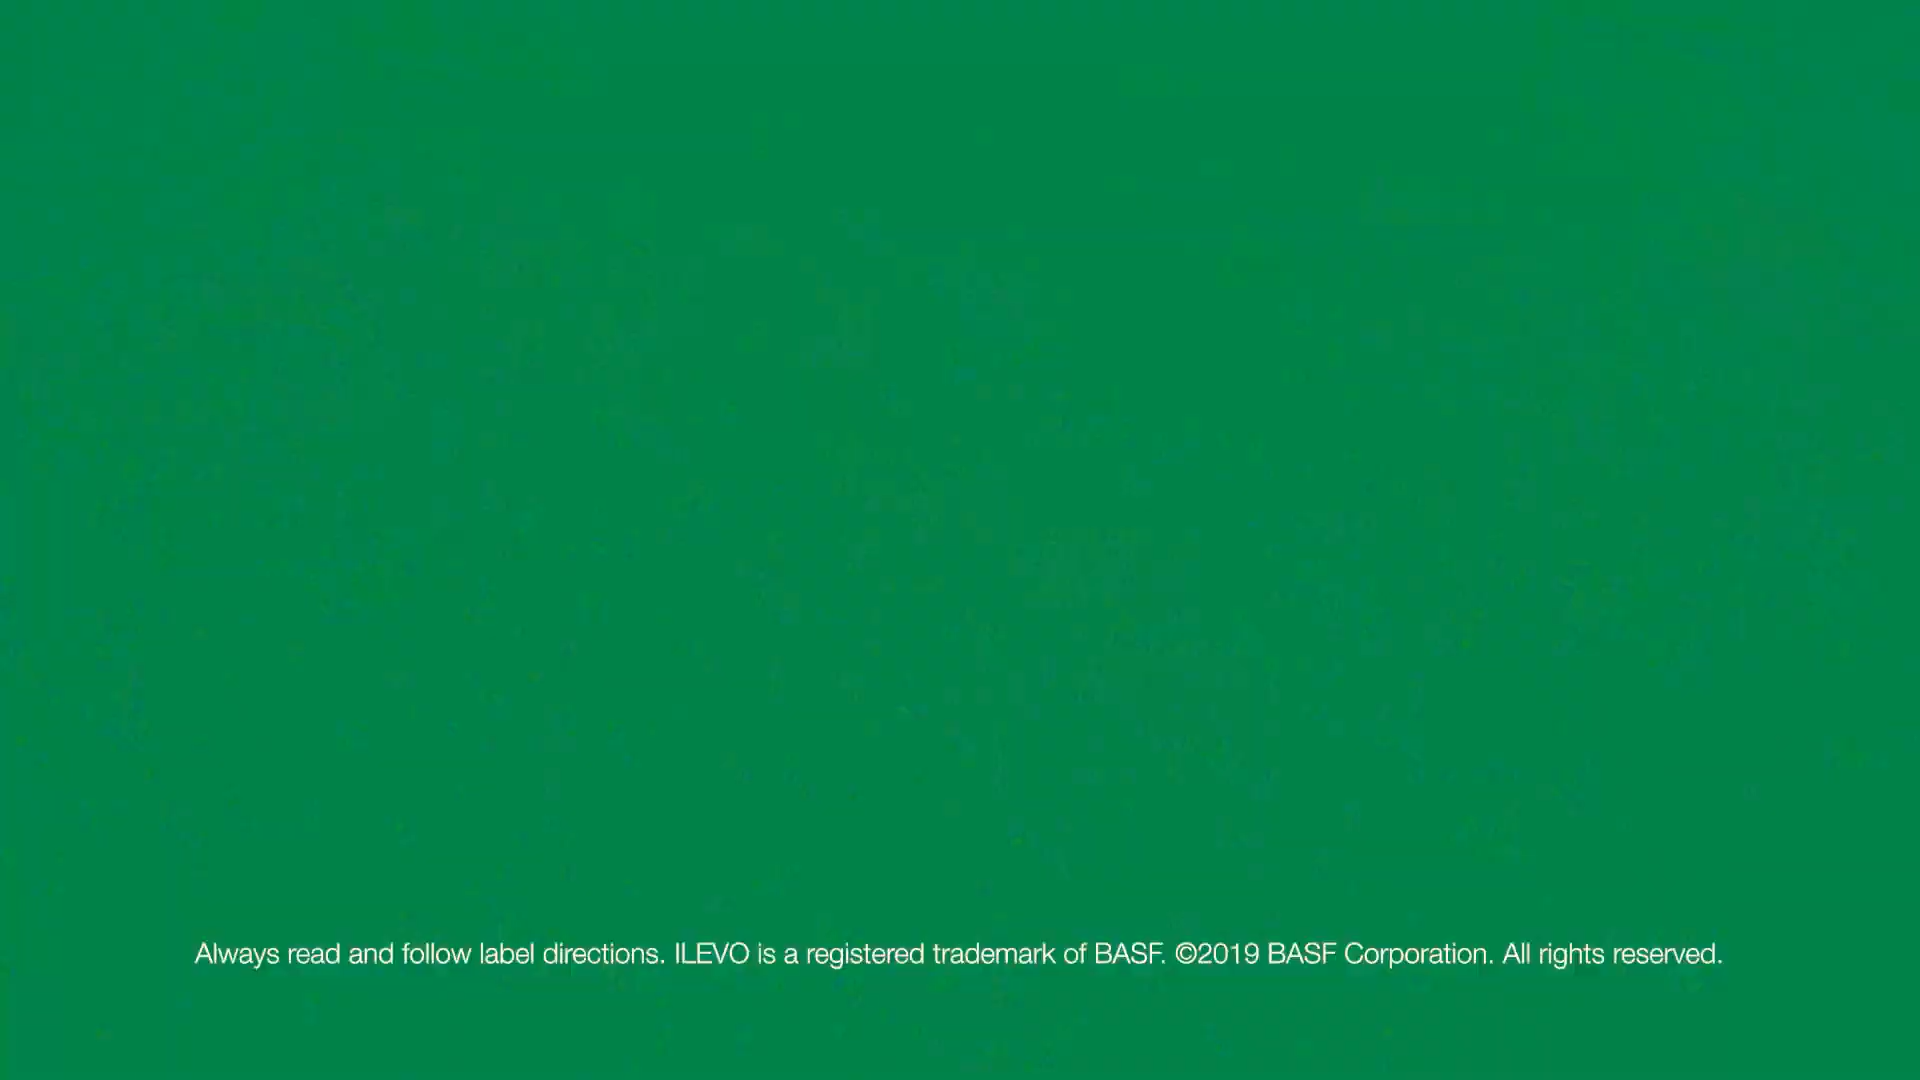 Always read and follow label directions. ILEVO is a registered trademark of BASF. ©2019 BASF Corporation. All rights reserved.